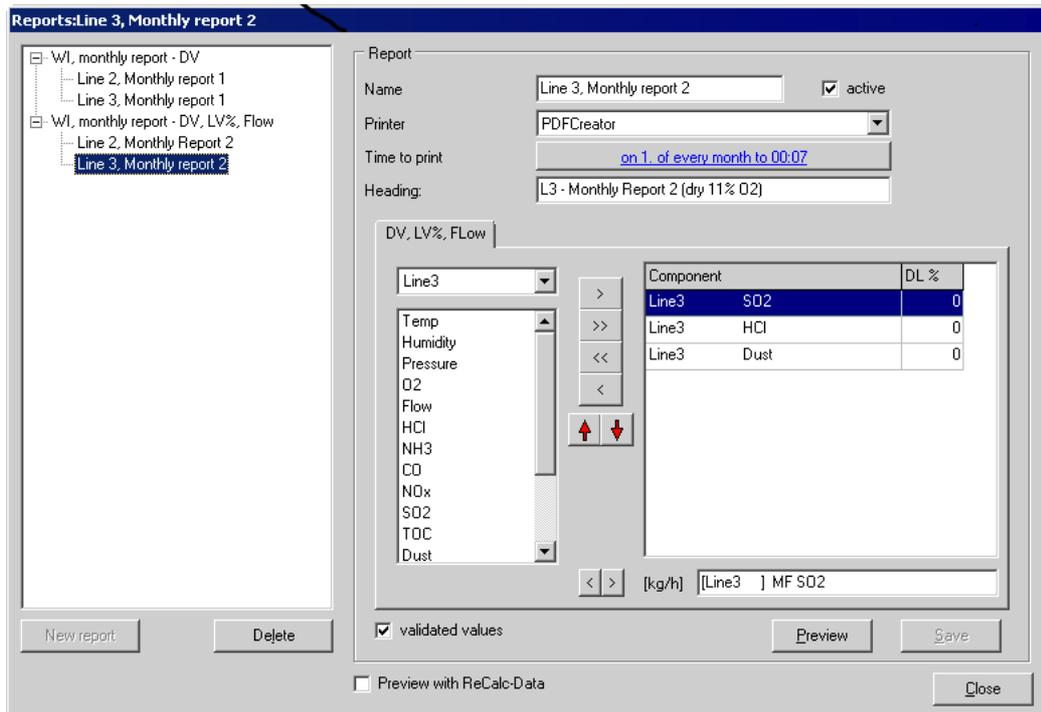 Reports:Line 3, Monthly report 2
WI, monthly report - DV
Line 2, Monthly report 1
Line 3, Monthly report 1
WI, monthly report - DV, LV%, Flow
Line 2, Monthly Report 2
Line 3, Monthly report 2
New report
Delete
Report
Name
Line 3, Monthly report 2
active
Printer
PDFCreator
Time to print
on 1. of every month to 00:07
Heading:
L3 - Monthly Report 2 (dry 11% O2)
DV, LV%, FLow
Line3
Temp
Humidity
Pressure
O2
Flow
HCl
NH3
CO
NOx
SO2
TOC
Dust
>
>>
<<
<
Component DL %
Line3 SO2 0
Line3 HCl 0
Line3 Dust 0
< > [kg/h] [Line3 ] MF SO2
validated values
Preview
Save
Preview with ReCalc-Data
Close